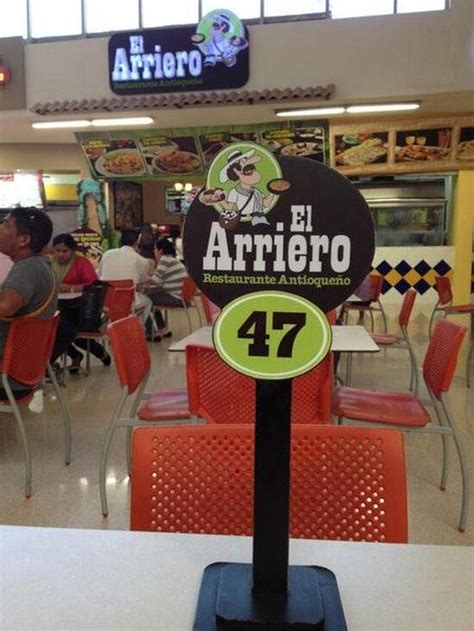 El
Arriero
Restaurante Antioqueño
El
Arriero
Restaurante Antioqueño
47